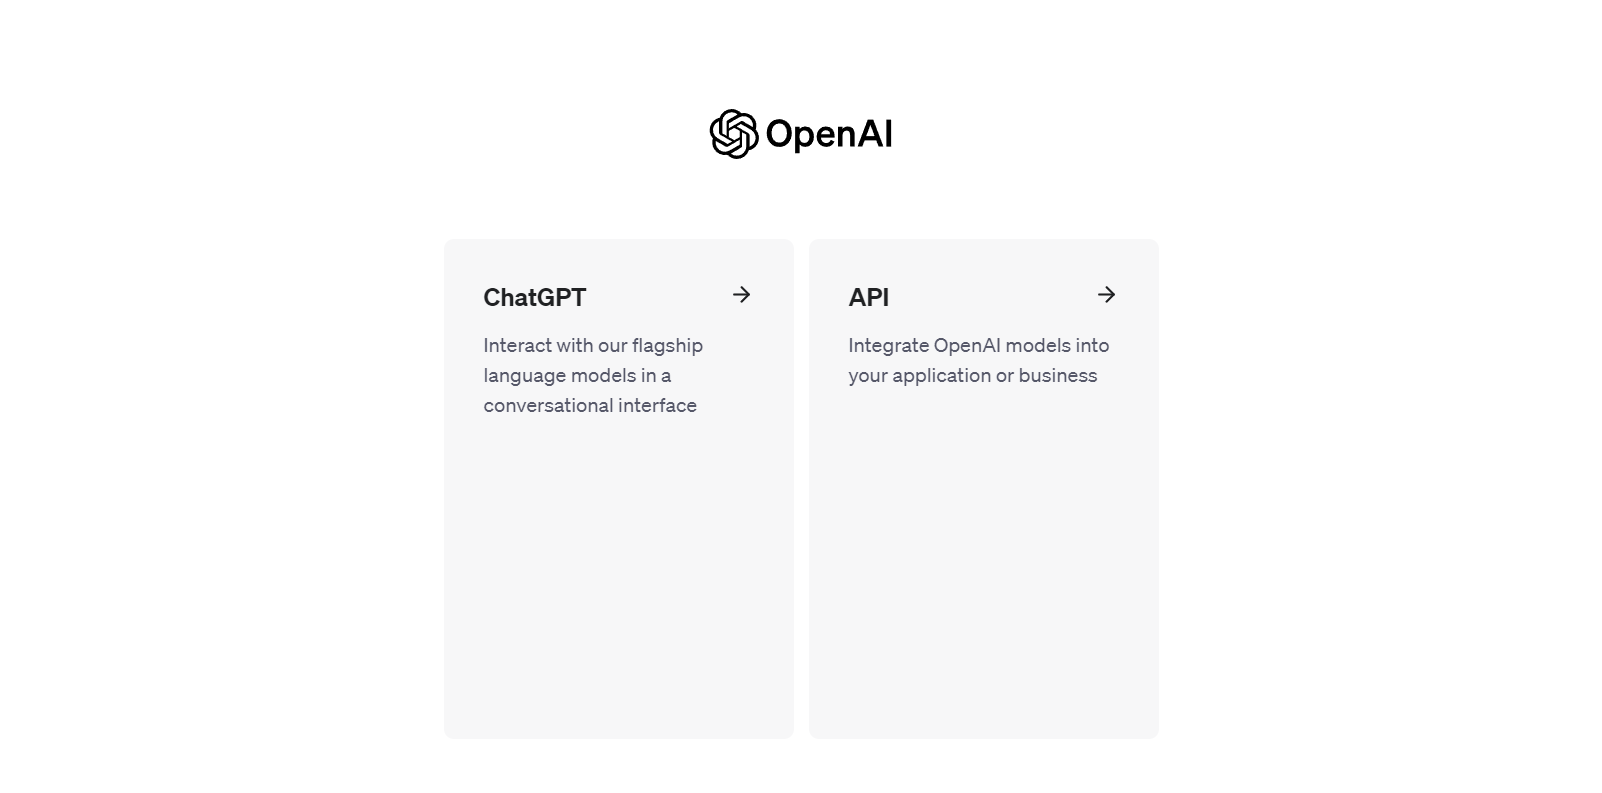 OpenAI
ChatGPT
Interact with our flagship
language models in a
conversational interface
API
Integrate OpenAI models into
your application or business